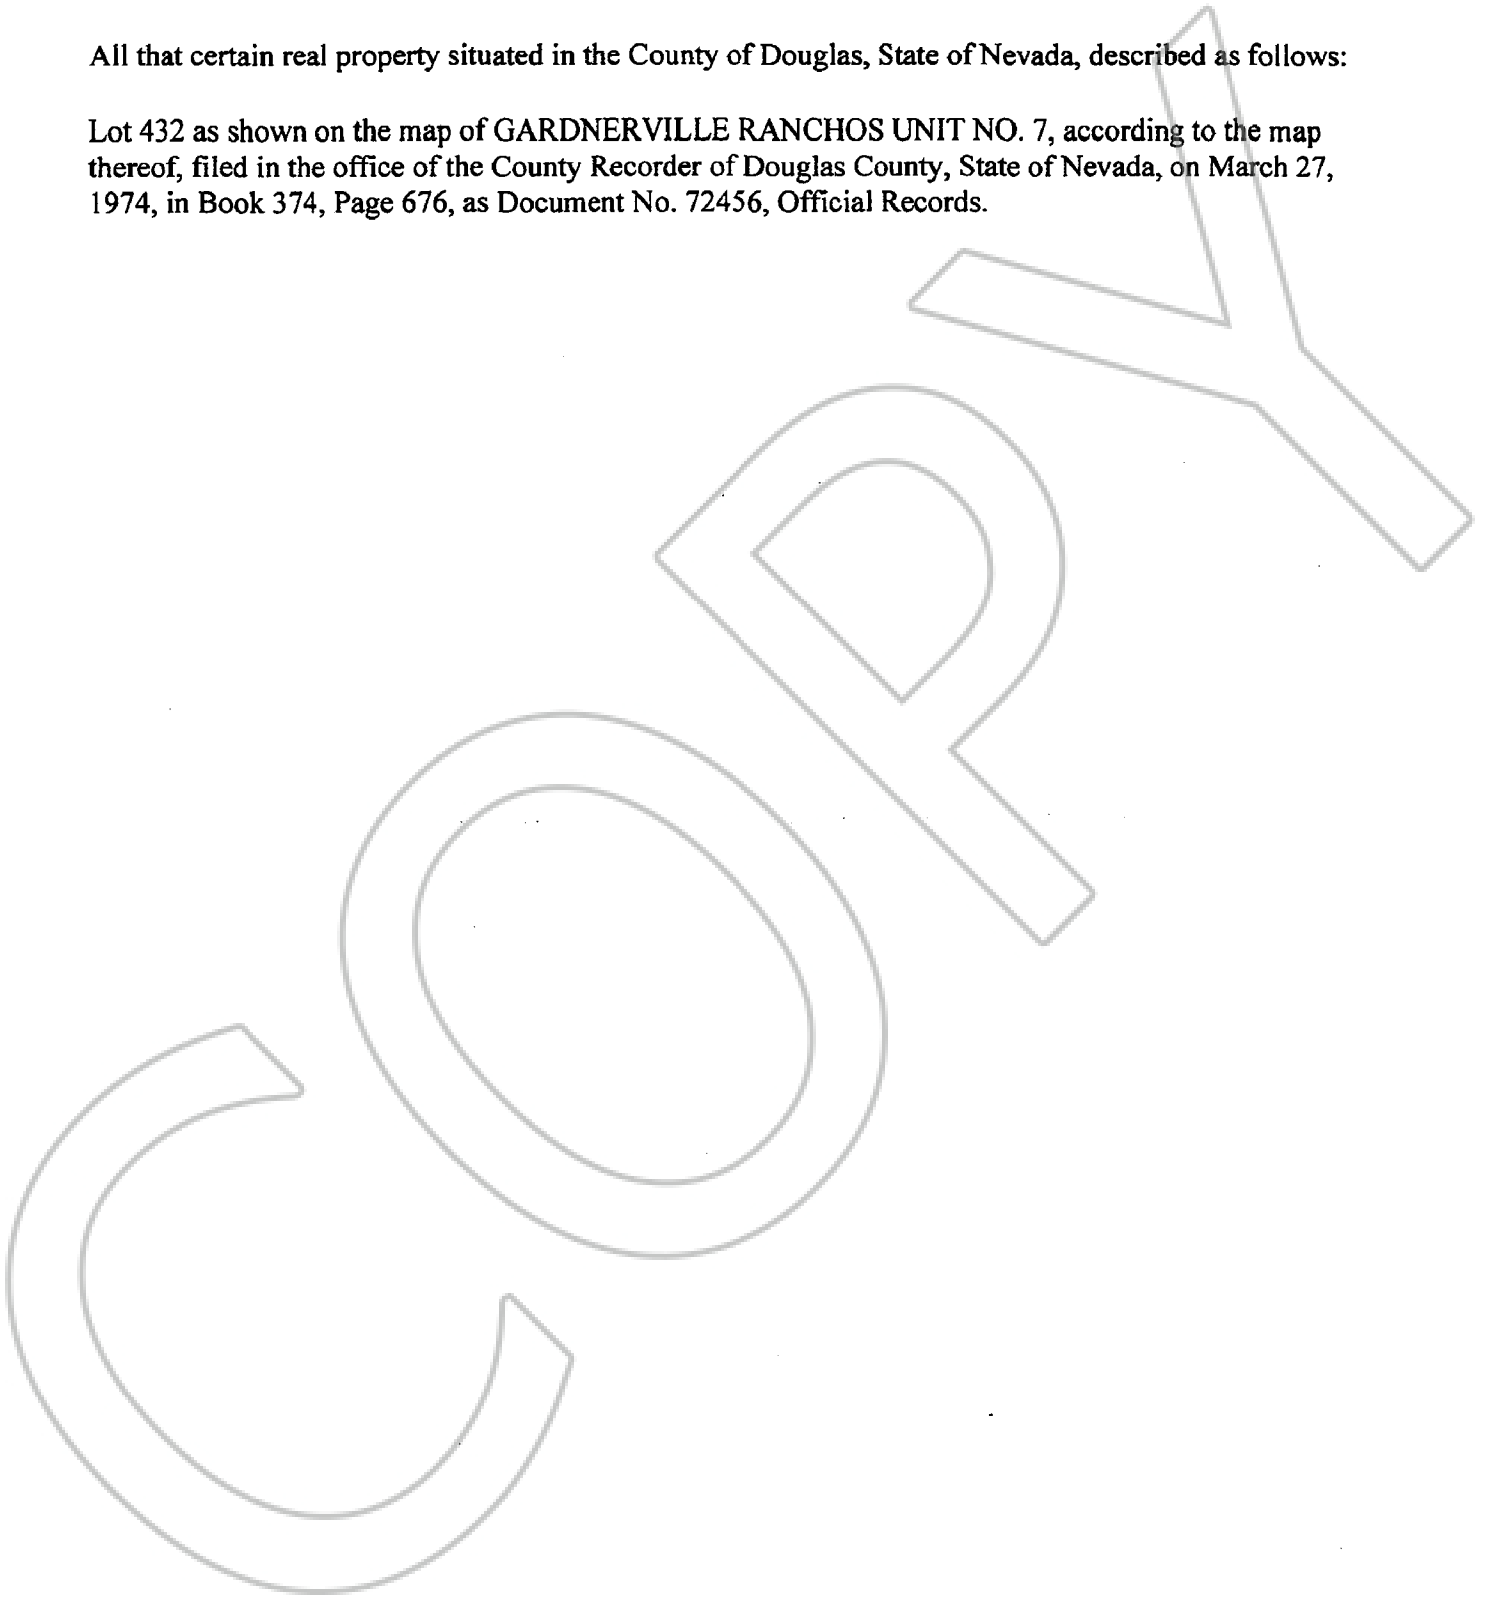 All that certain real property situated in the County of Douglas, State of Nevada, described as follows:
Lot 432 as shown on the map of GARDNERVILLE RANCHOS UNIT NO. 7, according to the map
thereof, filed in the office of the County Recorder of Douglas County, State of Nevada, on March 27,
1974, in Book 374, Page 676, as Document No. 72456, Official Records.
COPY